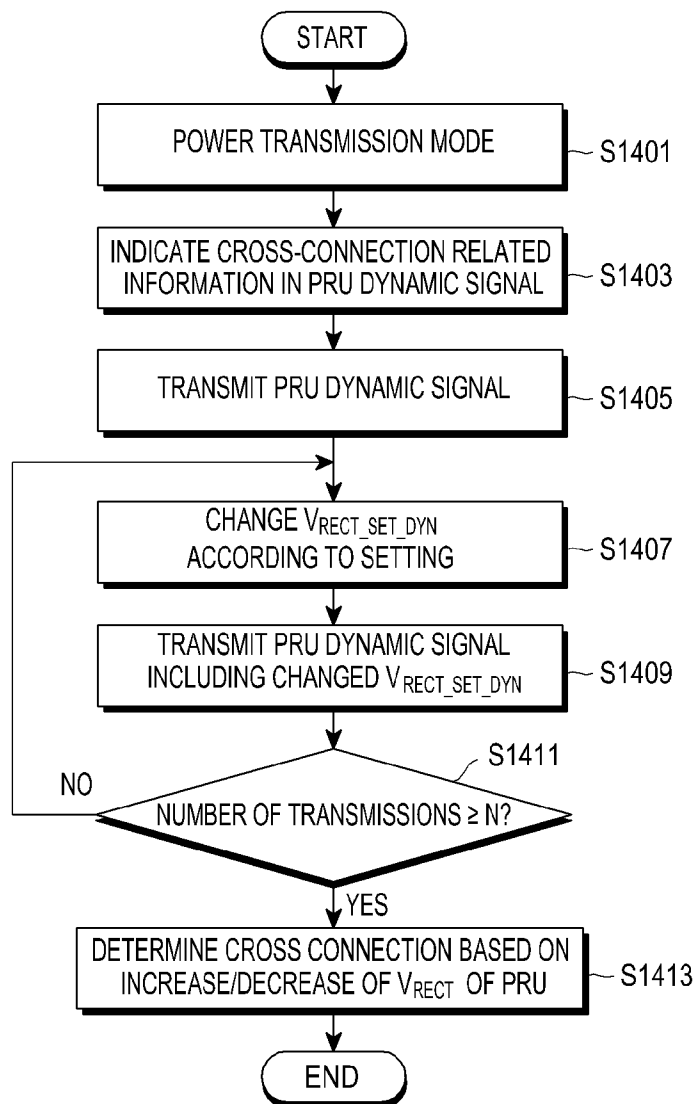 START
POWER TRANSMISSION MODE
S1401
INDICATE CROSS-CONNECTION RELATED
INFORMATION IN PRU DYNAMIC SIGNAL
S1403
TRANSMIT PRU DYNAMIC SIGNAL
S1405
CHANGE VRECT_SET_DYN
ACCORDING TO SETTING
S1407
TRANSMIT PRU DYNAMIC SIGNAL
INCLUDING CHANGED VRECT_SET_DYN
S1409
S1411
NO
NUMBER OF TRANSMISSIONS ≥ N?
YES
DETERMINE CROSS CONNECTION BASED ON
INCREASE/DECREASE OF VRECT OF PRU
S1413
END